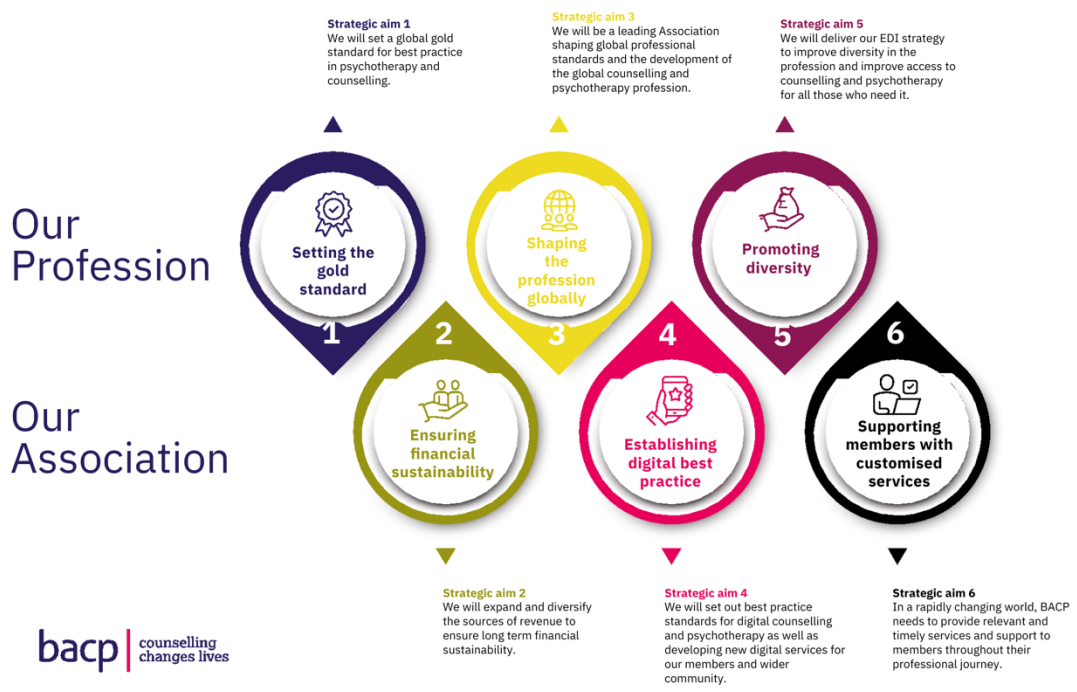 Strategic aim 1
We will set a global gold
standard for best practice
in psychotherapy and
counselling.
Strategic aim 3
We will be a leading Association
shaping global professional
standards and the development of
the global counselling and
psychotherapy profession.
Strategic aim 5
We will deliver our EDI strategy
to improve diversity in the
profession and improve access to
counselling and psychotherapy
for all those who need it.
Our
Profession
Setting the
gold
standard
1
Shaping
the
profession
globally
3
£
Promoting
diversity
5
Our
Association
2
Ensuring
financial
sustainability
4
Establishing
digital best
practice
6
Supporting
members with
customised
services
Strategic aim 2
We will expand and diversify
the sources of revenue to
ensure long term financial
sustainability.
Strategic aim 4
We will set out best practice
standards for digital counselling
and psychotherapy as well as
developing new digital services for
our members and wider
community.
Strategic aim 6
In a rapidly changing world, BACP
needs to provide relevant and
timely services and support to
members throughout their
professional journey.
bacp
counselling
changes lives